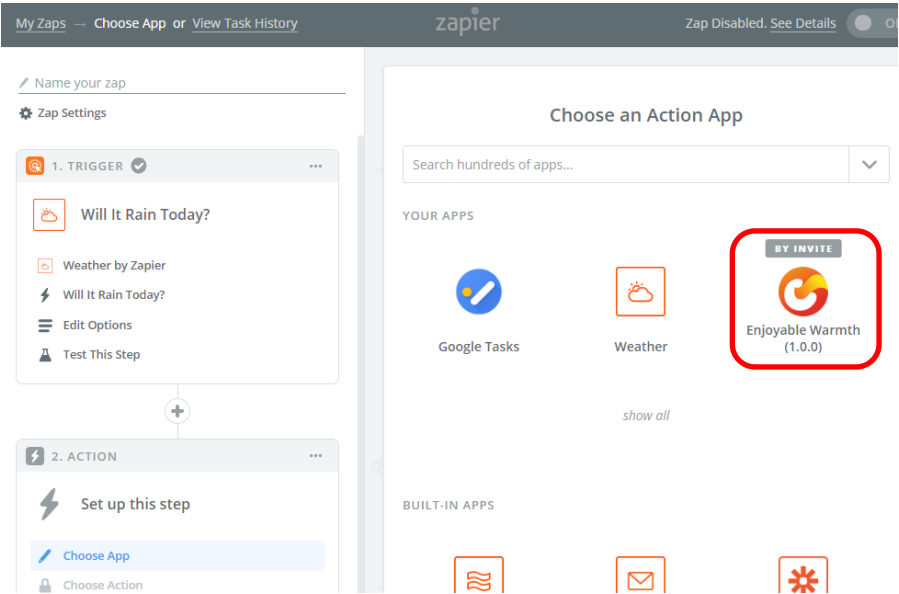 My Zaps → Choose App or View Task History
zapier
Zap Disabled. See Details
Name your zap
Zap Settings
1. TRIGGER
Will It Rain Today?
Weather by Zapier
Will It Rain Today?
Edit Options
Test This Step
2. ACTION
Set up this step
Choose App
Choose Action
Choose an Action App
Search hundreds of apps...
YOUR APPS
Google Tasks
Weather
BY INVITE
Enjoyable Warmth
(1.0.0)
show all
BUILT-IN APPS